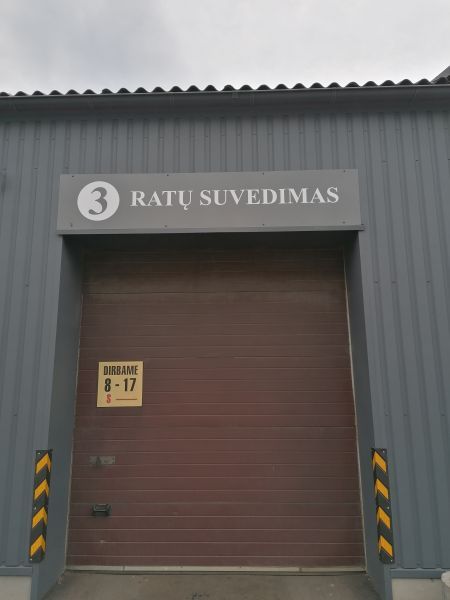 3 RATŲ SUVEDIMAS
DIRBAME
8 - 17
S ———